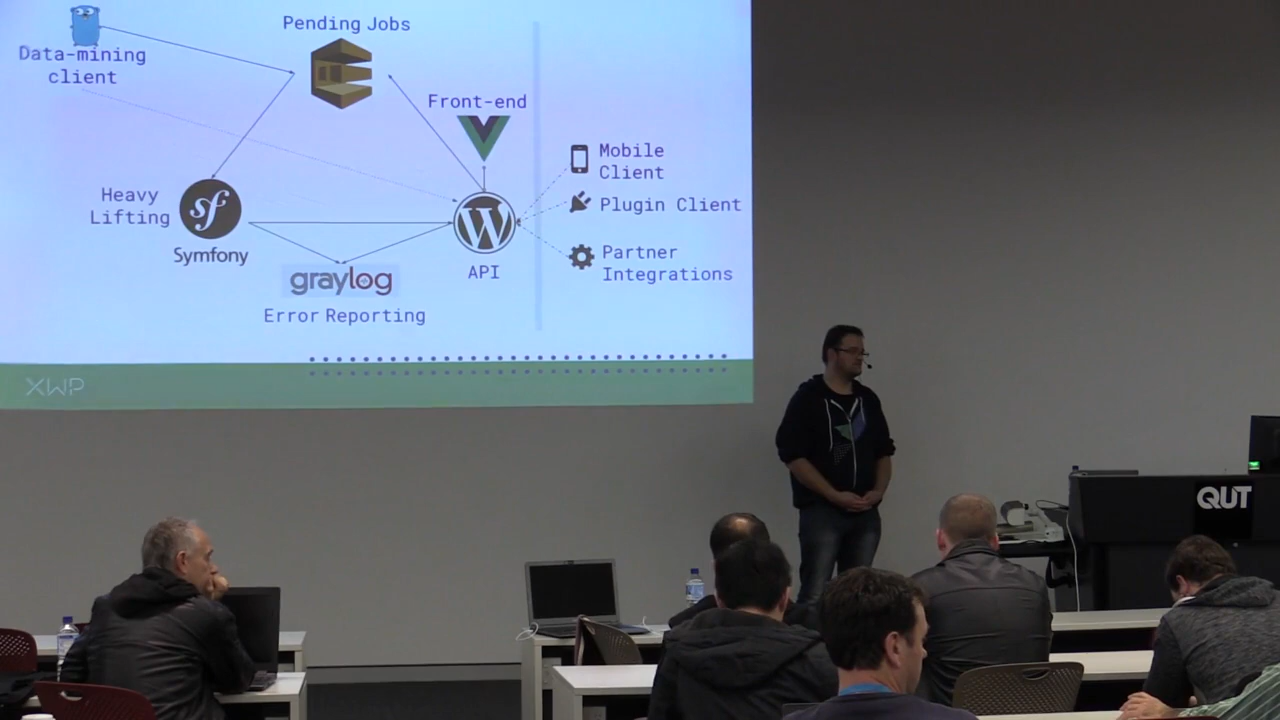 Pending Jobs
Data-mining
client
Front-end
Mobile
Client
Plugin Client
Heavy
Lifting
sf
Symfony
W
API
Partner
Integrations
graylog
Error Reporting
XWP
QUT